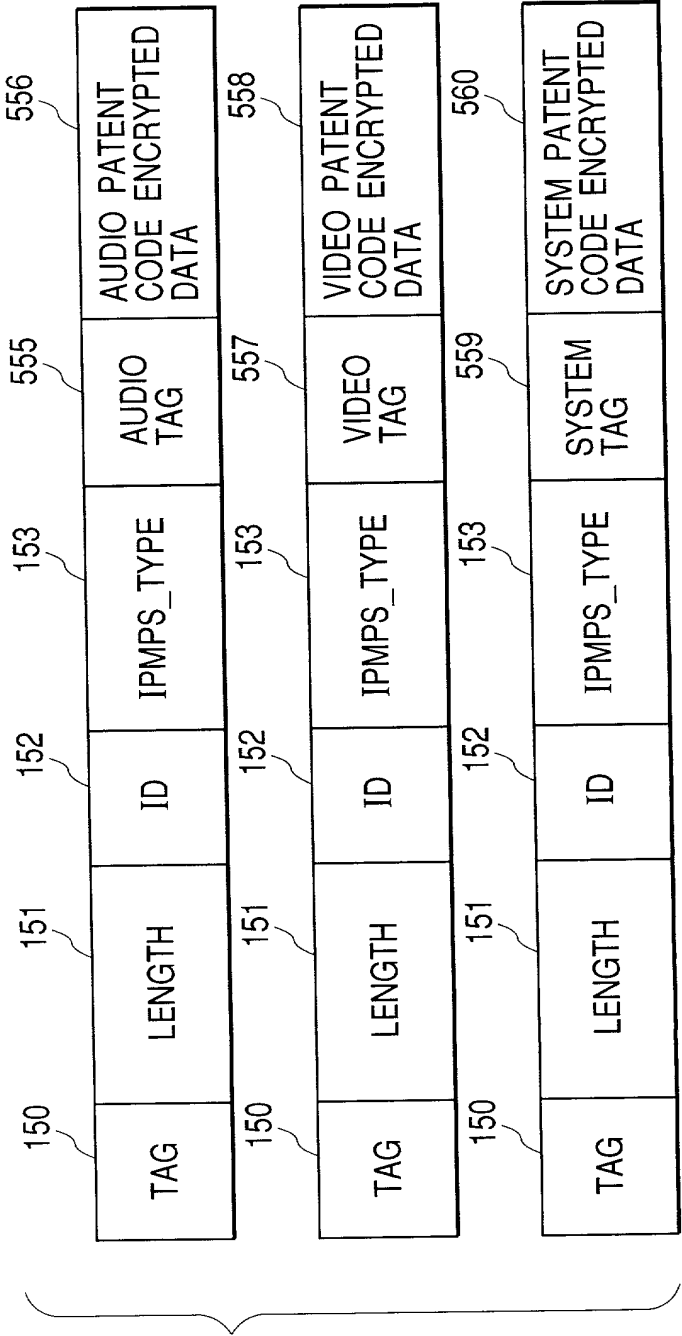 150 151 152 153 555 556
TAG LENGTH ID IPMPS_TYPE AUDIO TAG AUDIO PATENT CODE ENCRYPTED DATA
150 151 152 153 557 558
TAG LENGTH ID IPMPS_TYPE VIDEO TAG VIDEO PATENT CODE ENCRYPTED DATA
150 151 152 153 559 560
TAG LENGTH ID IPMPS_TYPE SYSTEM TAG SYSTEM PATENT CODE ENCRYPTED DATA